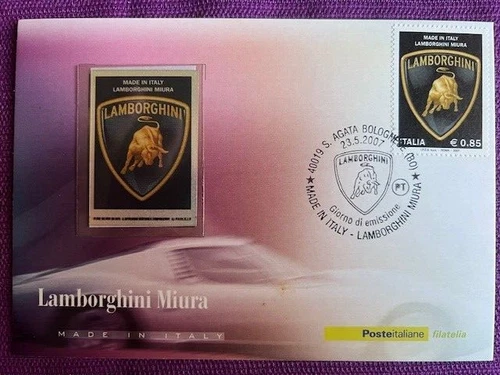 MADE IN ITALY
LAMBORGHINI MIURA
LAMBORGHINI
MADE IN ITALY
LAMBORGHINI MIURA
LAMBORGHINI
ITALIA € 0.85
40019 S. AGATA BOLOGNESE (BO)
23.5.2007
LAMBORGHINI
PT
Giorno di emissione
★ MADE IN ITALY - LAMBORGHINI MIURA ★
Lamborghini Miura
MADE IN ITALY
Posteitaliane filatelia